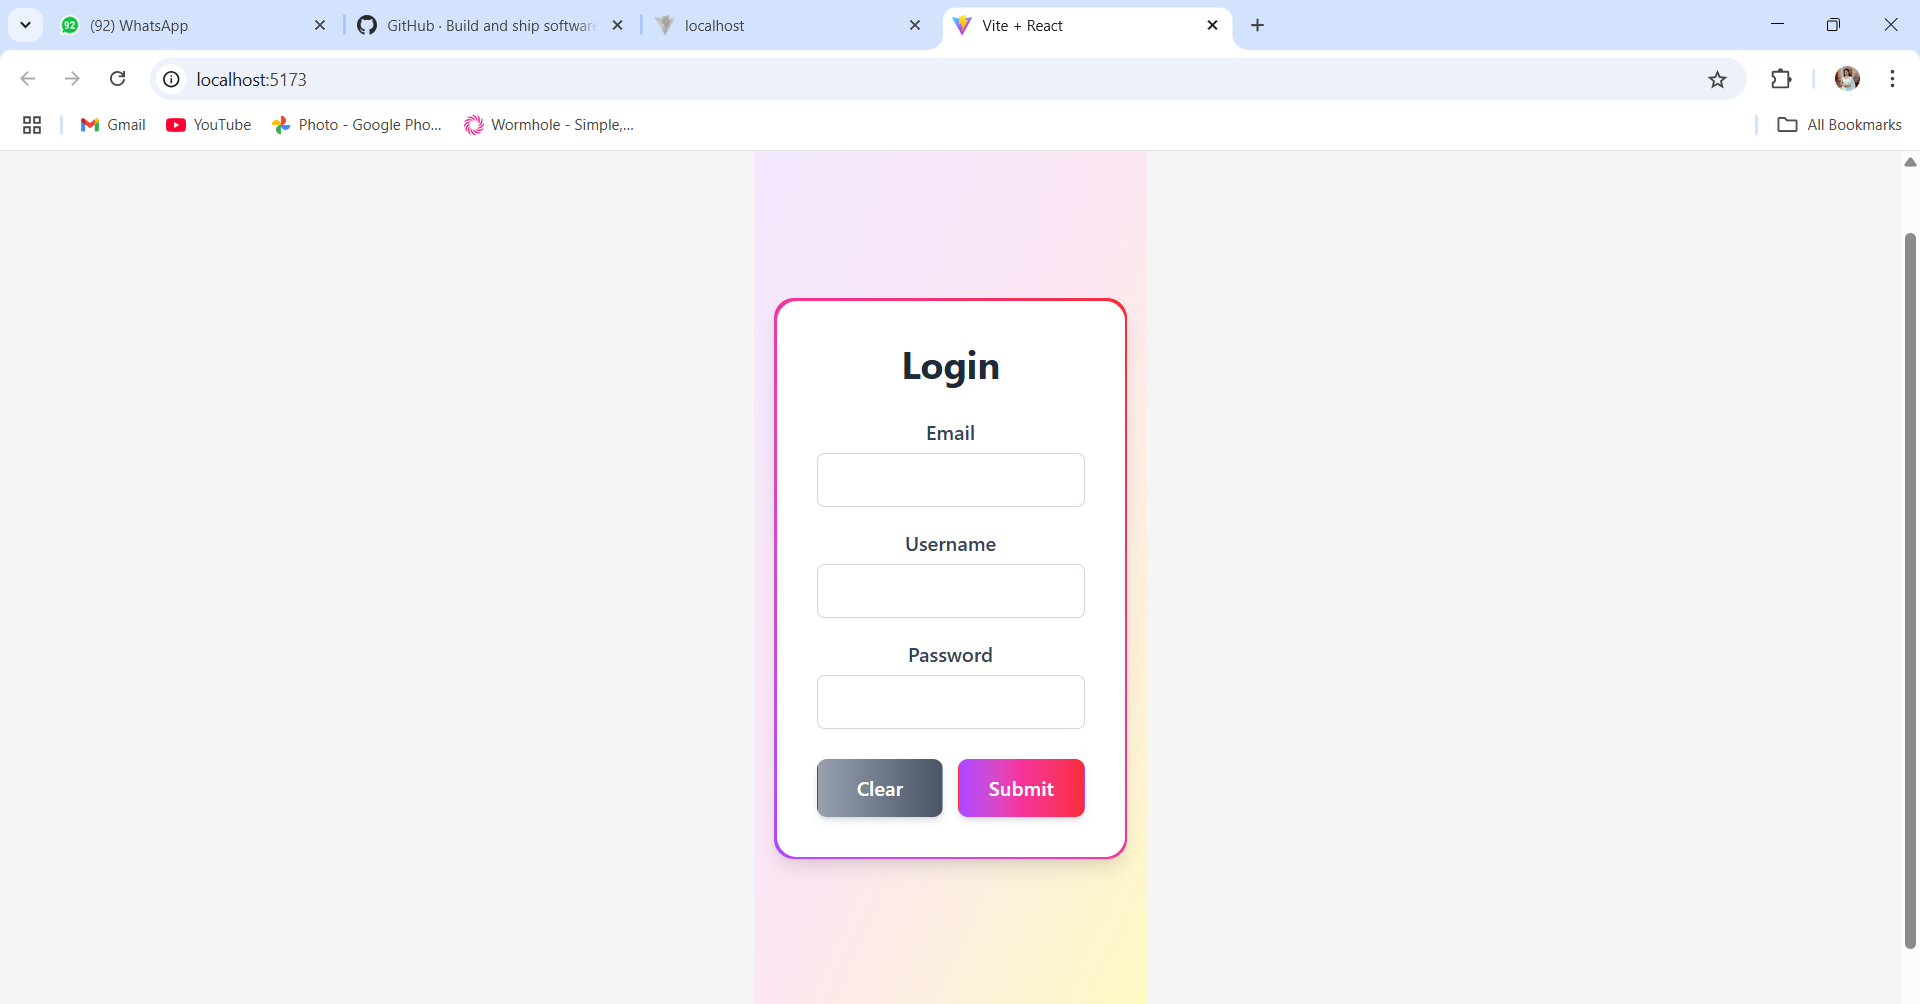 92 (92) WhatsApp
GitHub · Build and ship software
localhost
Vite + React
localhost:5173
Gmail
YouTube
Photo - Google Pho...
Wormhole - Simple,...
All Bookmarks
Login
Email
Username
Password
Clear
Submit